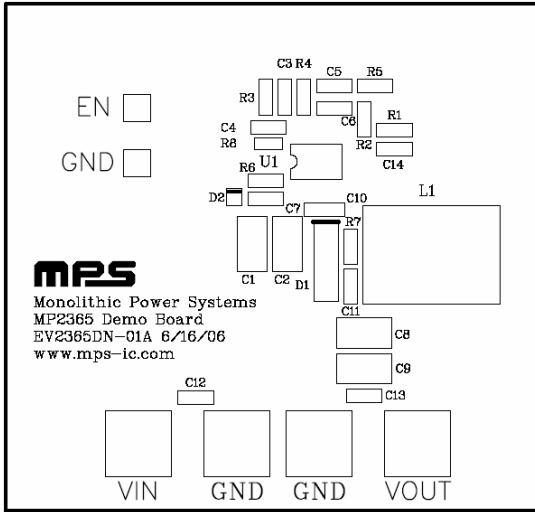 C3 R4 C5 R5
R3
EN
C6 R1
C4
R8 R2
U1 C14
GND
R6
D2 C10 L1
C7
R7
C1 C2 D1
C11
mps
Monolithic Power Systems
MP2365 Demo Board
EV2365DN-01A 6/16/06
www.mps-ic.com
C8
C9
C12 C13
VIN GND GND VOUT